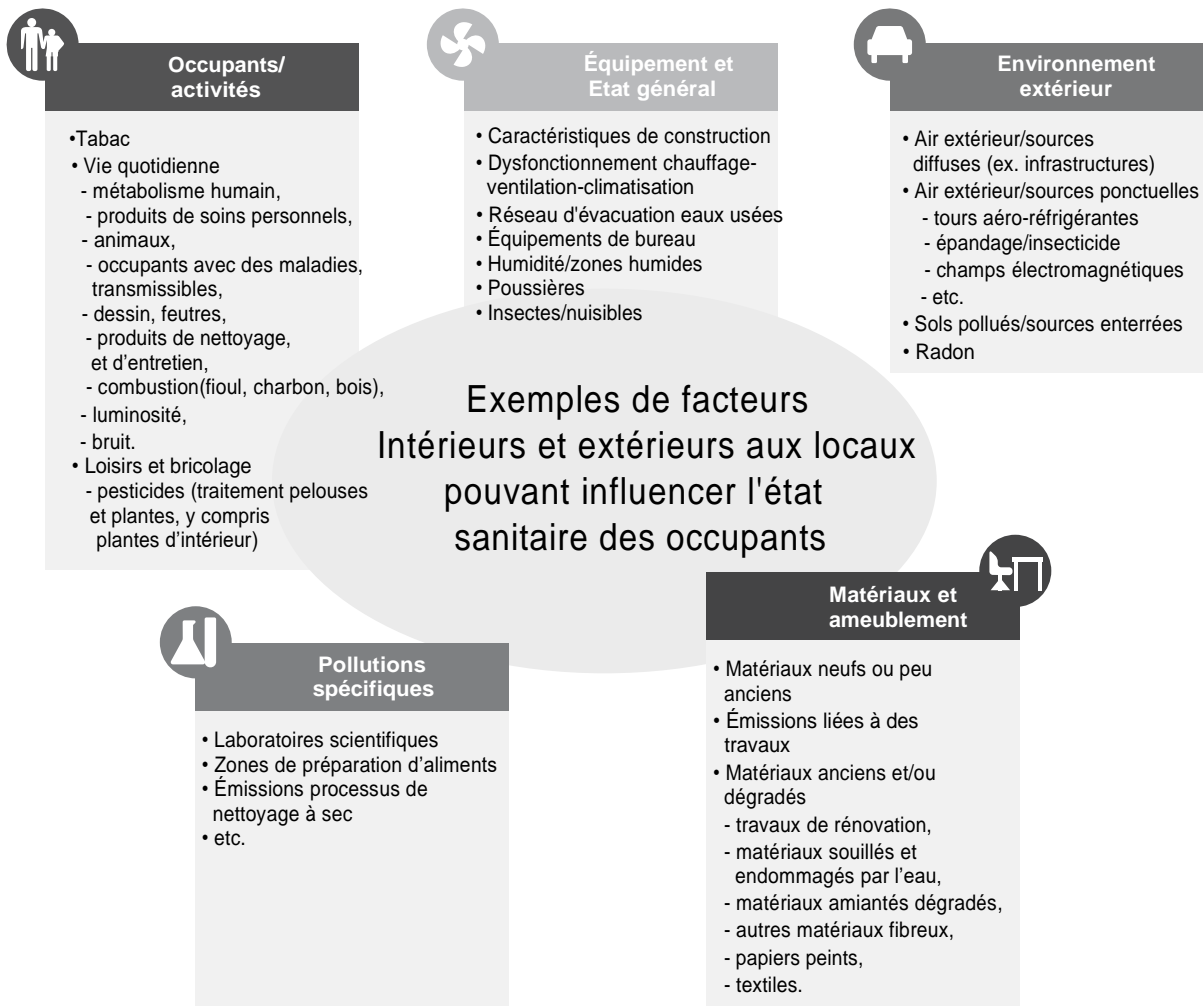 Occupants/
activités
•Tabac
• Vie quotidienne
- métabolisme humain,
- produits de soins personnels,
- animaux,
- occupants avec des maladies,
transmissibles,
- dessin, feutres,
- produits de nettoyage,
et d’entretien,
- combustion(fioul, charbon, bois),
- luminosité,
- bruit.
• Loisirs et bricolage
- pesticides (traitement pelouses
et plantes, y compris
plantes d’intérieur)
Équipement et
Etat général
• Caractéristiques de construction
• Dysfonctionnement chauffage-
ventilation-climatisation
• Réseau d'évacuation eaux usées
• Équipements de bureau
• Humidité/zones humides
• Poussières
• Insectes/nuisibles
Environnement
extérieur
• Air extérieur/sources
diffuses (ex. infrastructures)
• Air extérieur/sources ponctuelles
- tours aéro-réfrigérantes
- épandage/insecticide
- champs électromagnétiques
- etc.
• Sols pollués/sources enterrées
• Radon
Exemples de facteurs
Intérieurs et extérieurs aux locaux
pouvant influencer l'état
sanitaire des occupants
Pollutions
spécifiques
• Laboratoires scientifiques
• Zones de préparation d’aliments
• Émissions processus de
nettoyage à sec
• etc.
Matériaux et
ameublement
• Matériaux neufs ou peu
anciens
• Émissions liées à des
travaux
• Matériaux anciens et/ou
dégradés
- travaux de rénovation,
- matériaux souillés et
endommagés par l’eau,
- matériaux amiantés dégradés,
- autres matériaux fibreux,
- papiers peints,
- textiles.